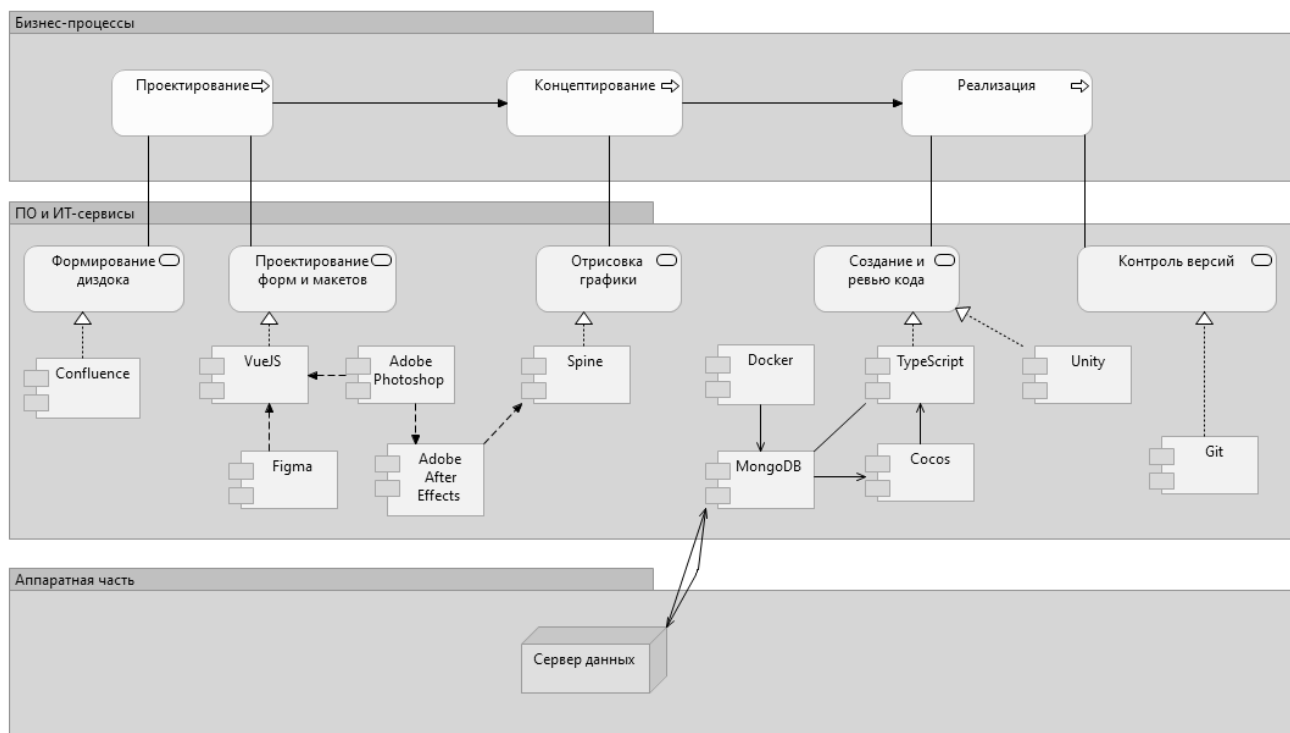 Бизнес-процессы
Проектирование
Концептирование
Реализация
ПО и ИТ-сервисы
Формирование
диздока
Проектирование
форм и макетов
Отрисовка
графики
Создание и
ревью кода
Контроль версий
Confluence
VueJS
Adobe
Photoshop
Spine
Docker
TypeScript
Unity
Figma
Adobe
After
Effects
MongoDB
Cocos
Git
Аппаратная часть
Сервер данных